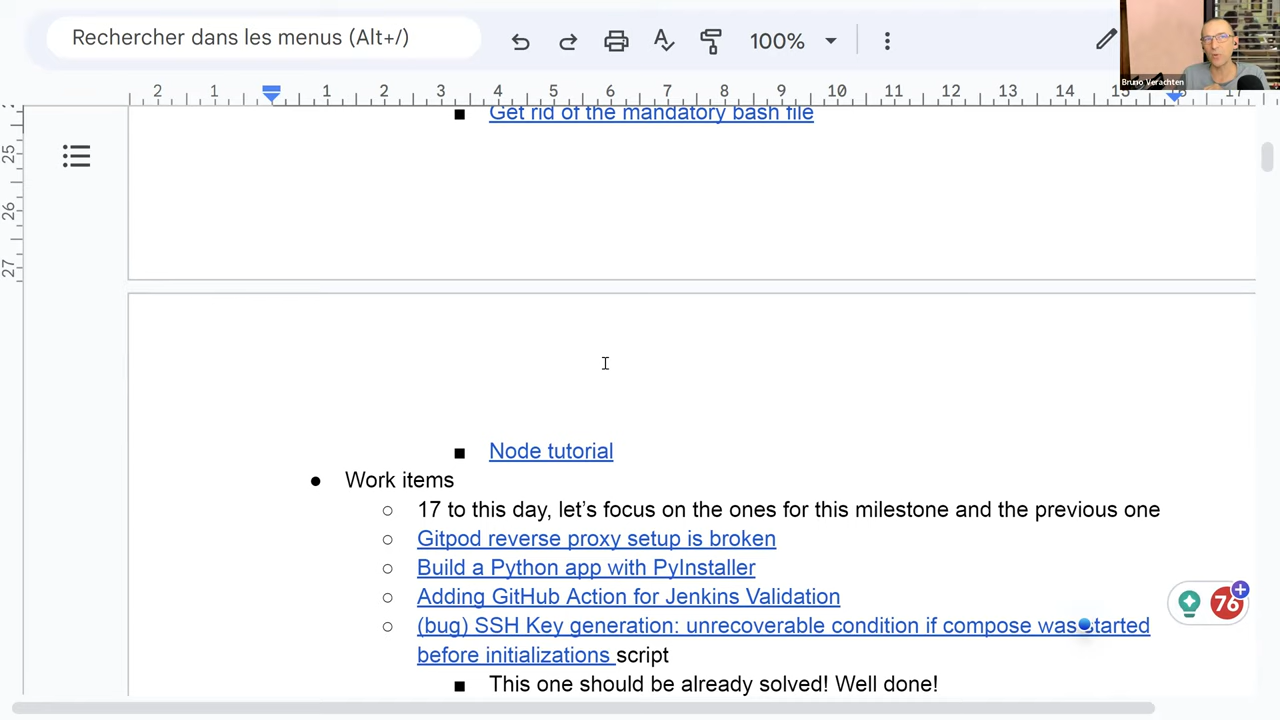 Rechercher dans les menus (Alt+/)
100%
Bruno Verachten
2 1 1 2 3 4 5 6 7 8 9 10 11 12 13 14 15 16 17
25
26
27
Get rid of the mandatory bash file
Node tutorial
Work items
17 to this day, let's focus on the ones for this milestone and the previous one
Gitpod reverse proxy setup is broken
Build a Python app with PyInstaller
Adding GitHub Action for Jenkins Validation
(bug) SSH Key generation: unrecoverable condition if compose was started
before initializations script
This one should be already solved! Well done!
76